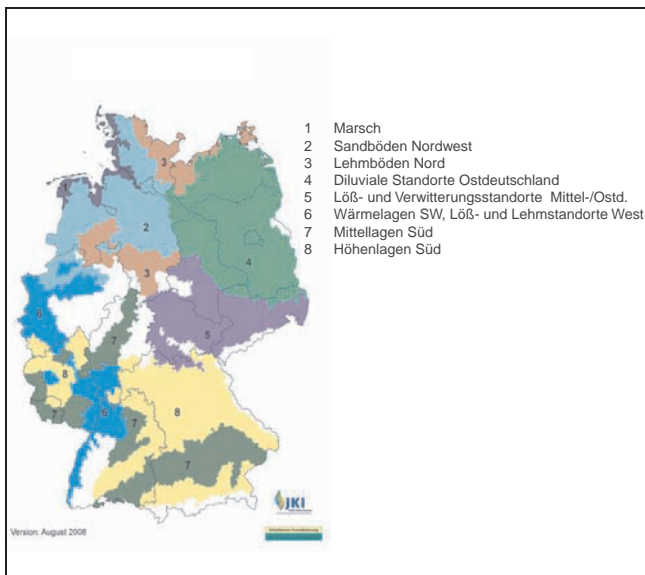 1 Marsch
2 Sandböden Nordwest
3 Lehmböden Nord
4 Diluviale Standorte Ostdeutschland
5 Löß- und Verwitterungsstandorte Mittel-/Ostd.
6 Wärmelagen SW, Löß- und Lehmstandorte West
7 Mittellagen Süd
8 Höhenlagen Süd
3
1
2
4
3
6
5
7
8
8
7
6
7
7
JKI
Version: August 2008